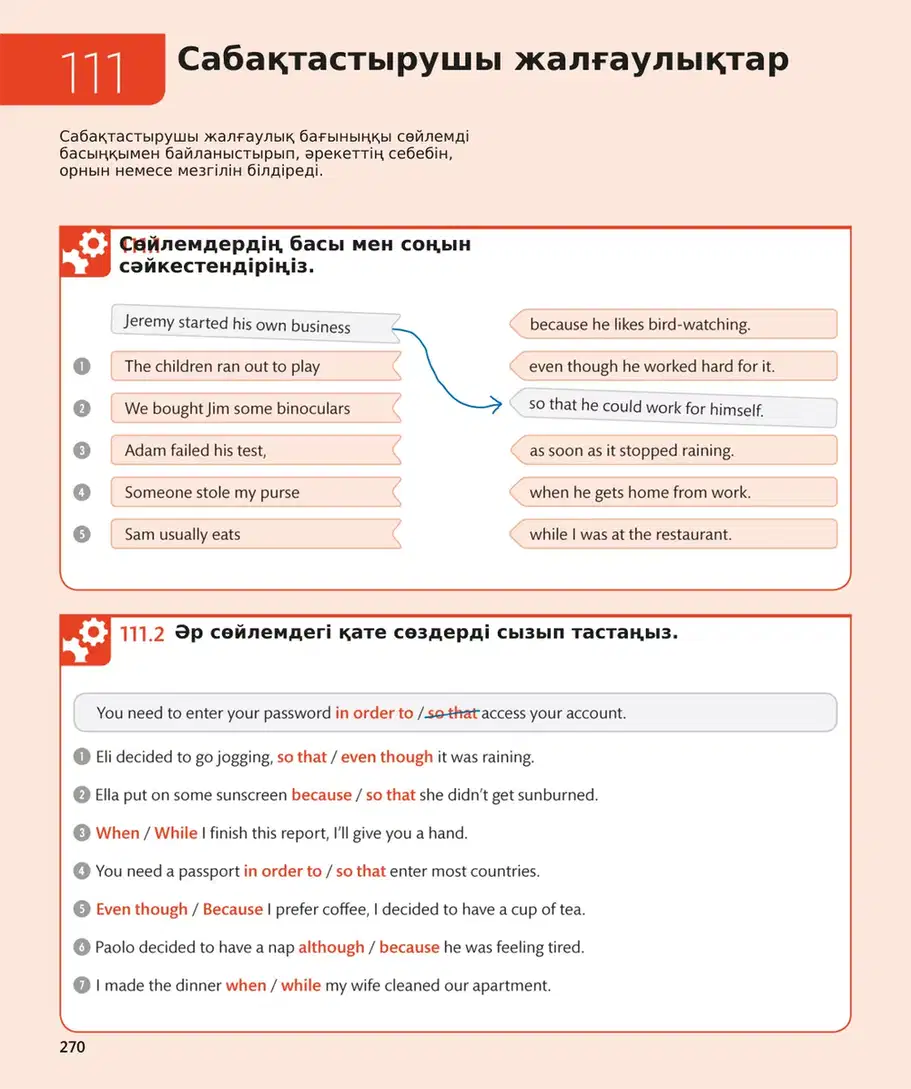 111
Сабақтастырушы жалғаулықтар
Сабақтастырушы жалғаулық бағыныңқы сөйлемді
басыңқымен байланыстырып, әрекеттің себебін,
орнын немесе мезгілін білдіреді.
Сөйлемдердің басы мен соңын
сәйкестендіріңіз.
Jeremy started his own business
because he likes bird-watching.
1 The children ran out to play
even though he worked hard for it.
2 We bought Jim some binoculars
so that he could work for himself.
3 Adam failed his test,
as soon as it stopped raining.
4 Someone stole my purse
when he gets home from work.
5 Sam usually eats
while I was at the restaurant.
111.2 Әр сөйлемдегі қате сөздерді сызып тастаңыз.
You need to enter your password in order to / so that access your account.
1 Eli decided to go jogging, so that / even though it was raining.
2 Ella put on some sunscreen because / so that she didn't get sunburned.
3 When / While I finish this report, I'll give you a hand.
4 You need a passport in order to / so that enter most countries.
5 Even though / Because I prefer coffee, I decided to have a cup of tea.
6 Paolo decided to have a nap although / because he was feeling tired.
7 I made the dinner when / while my wife cleaned our apartment.
270